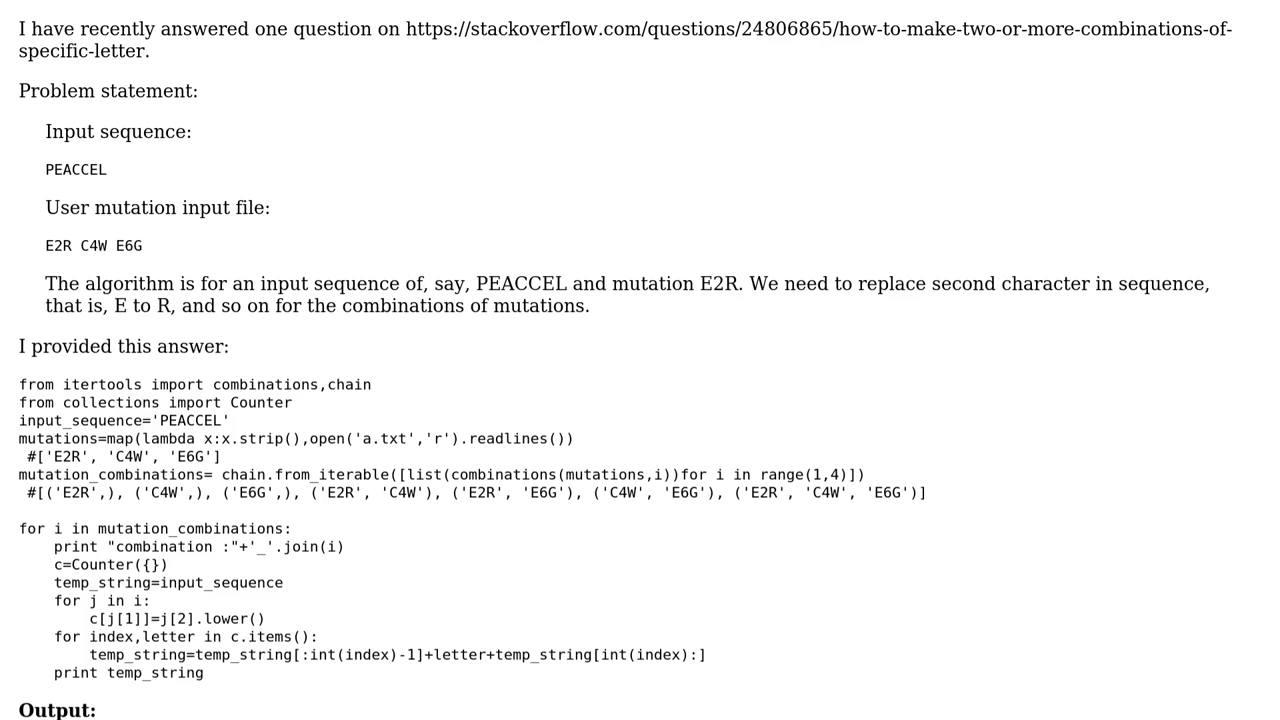 I have recently answered one question on https://stackoverflow.com/questions/24806865/how-to-make-two-or-more-combinations-of-
specific-letter.
Problem statement:
Input sequence:
PEACCEL
User mutation input file:
E2R C4W E6G
The algorithm is for an input sequence of, say, PEACCEL and mutation E2R. We need to replace second character in sequence,
that is, E to R, and so on for the combinations of mutations.
I provided this answer:
from itertools import combinations,chain
from collections import Counter
input_sequence='PEACCEL'
mutations=map(lambda x:x.strip(),open('a.txt','r').readlines())
 #['E2R', 'C4W', 'E6G']
mutation_combinations= chain.from_iterable([list(combinations(mutations,i))for i in range(1,4)])
 #[('E2R',), ('C4W',), ('E6G',), ('E2R', 'C4W'), ('E2R', 'E6G'), ('C4W', 'E6G'), ('E2R', 'C4W', 'E6G')]
for i in mutation_combinations:
    print "combination :"+'_'.join(i)
    c=Counter({})
    temp_string=input_sequence
    for j in i:
        c[j[1]]=j[2].lower()
    for index,letter in c.items():
        temp_string=temp_string[:int(index)-1]+letter+temp_string[int(index):]
    print temp_string
Output: